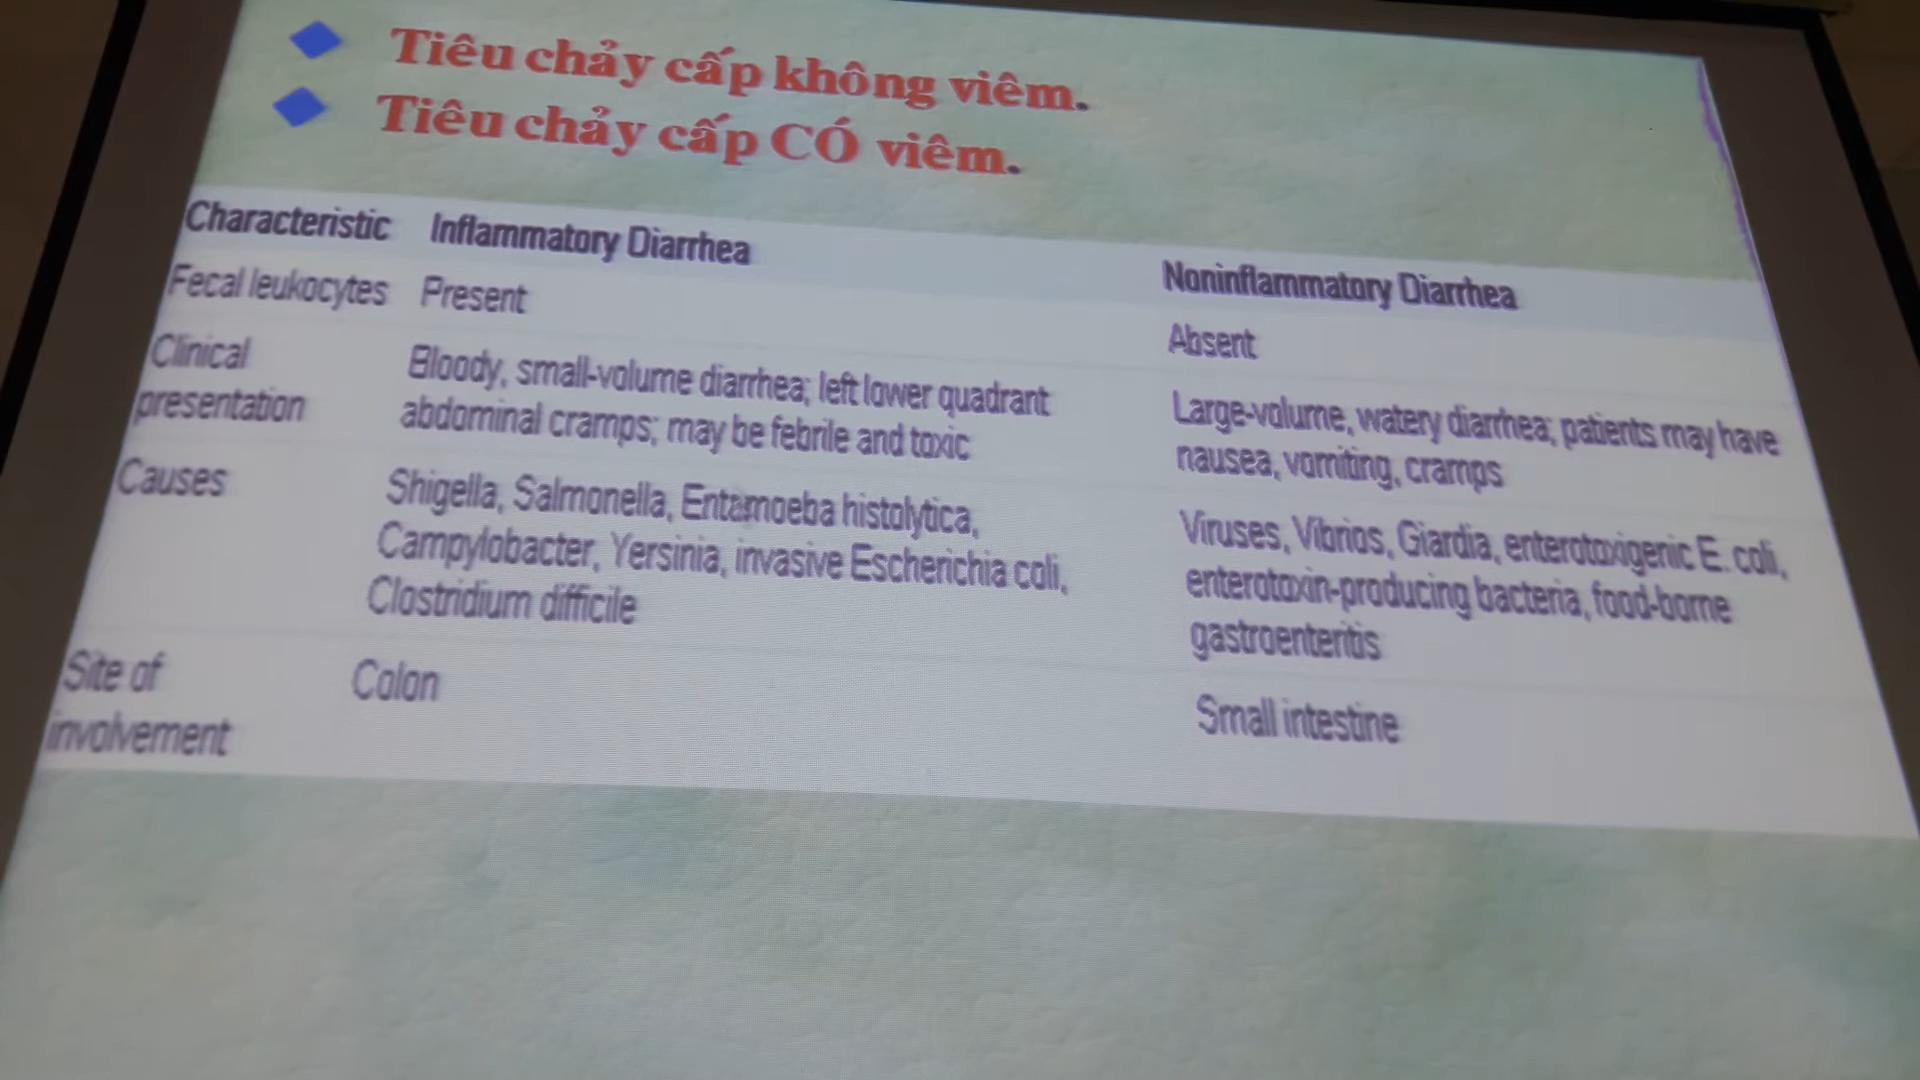 Tiêu chảy cấp không viêm.
Tiêu chảy cấp CÓ viêm.
Characteristic Inflammatory Diarrhea Noninflammatory Diarrhea
Fecal leukocytes Present Absent
Clinical presentation
Bloody, small-volume diarrhea; left lower quadrant
abdominal cramps; may be febrile and toxic
Large-volume, watery diarrhea; patients may have
nausea, vomiting, cramps
Causes
Shigella, Salmonella, Entamoeba histolytica,
Campylobacter, Yersinia, invasive Escherichia coli,
Clostridium difficile
Viruses, Vibrios, Giardia, enterotoxigenic E. coli,
enterotoxin-producing bacteria, food-borne
gastroenteritis
Site of
involvement
Colon
Small intestine